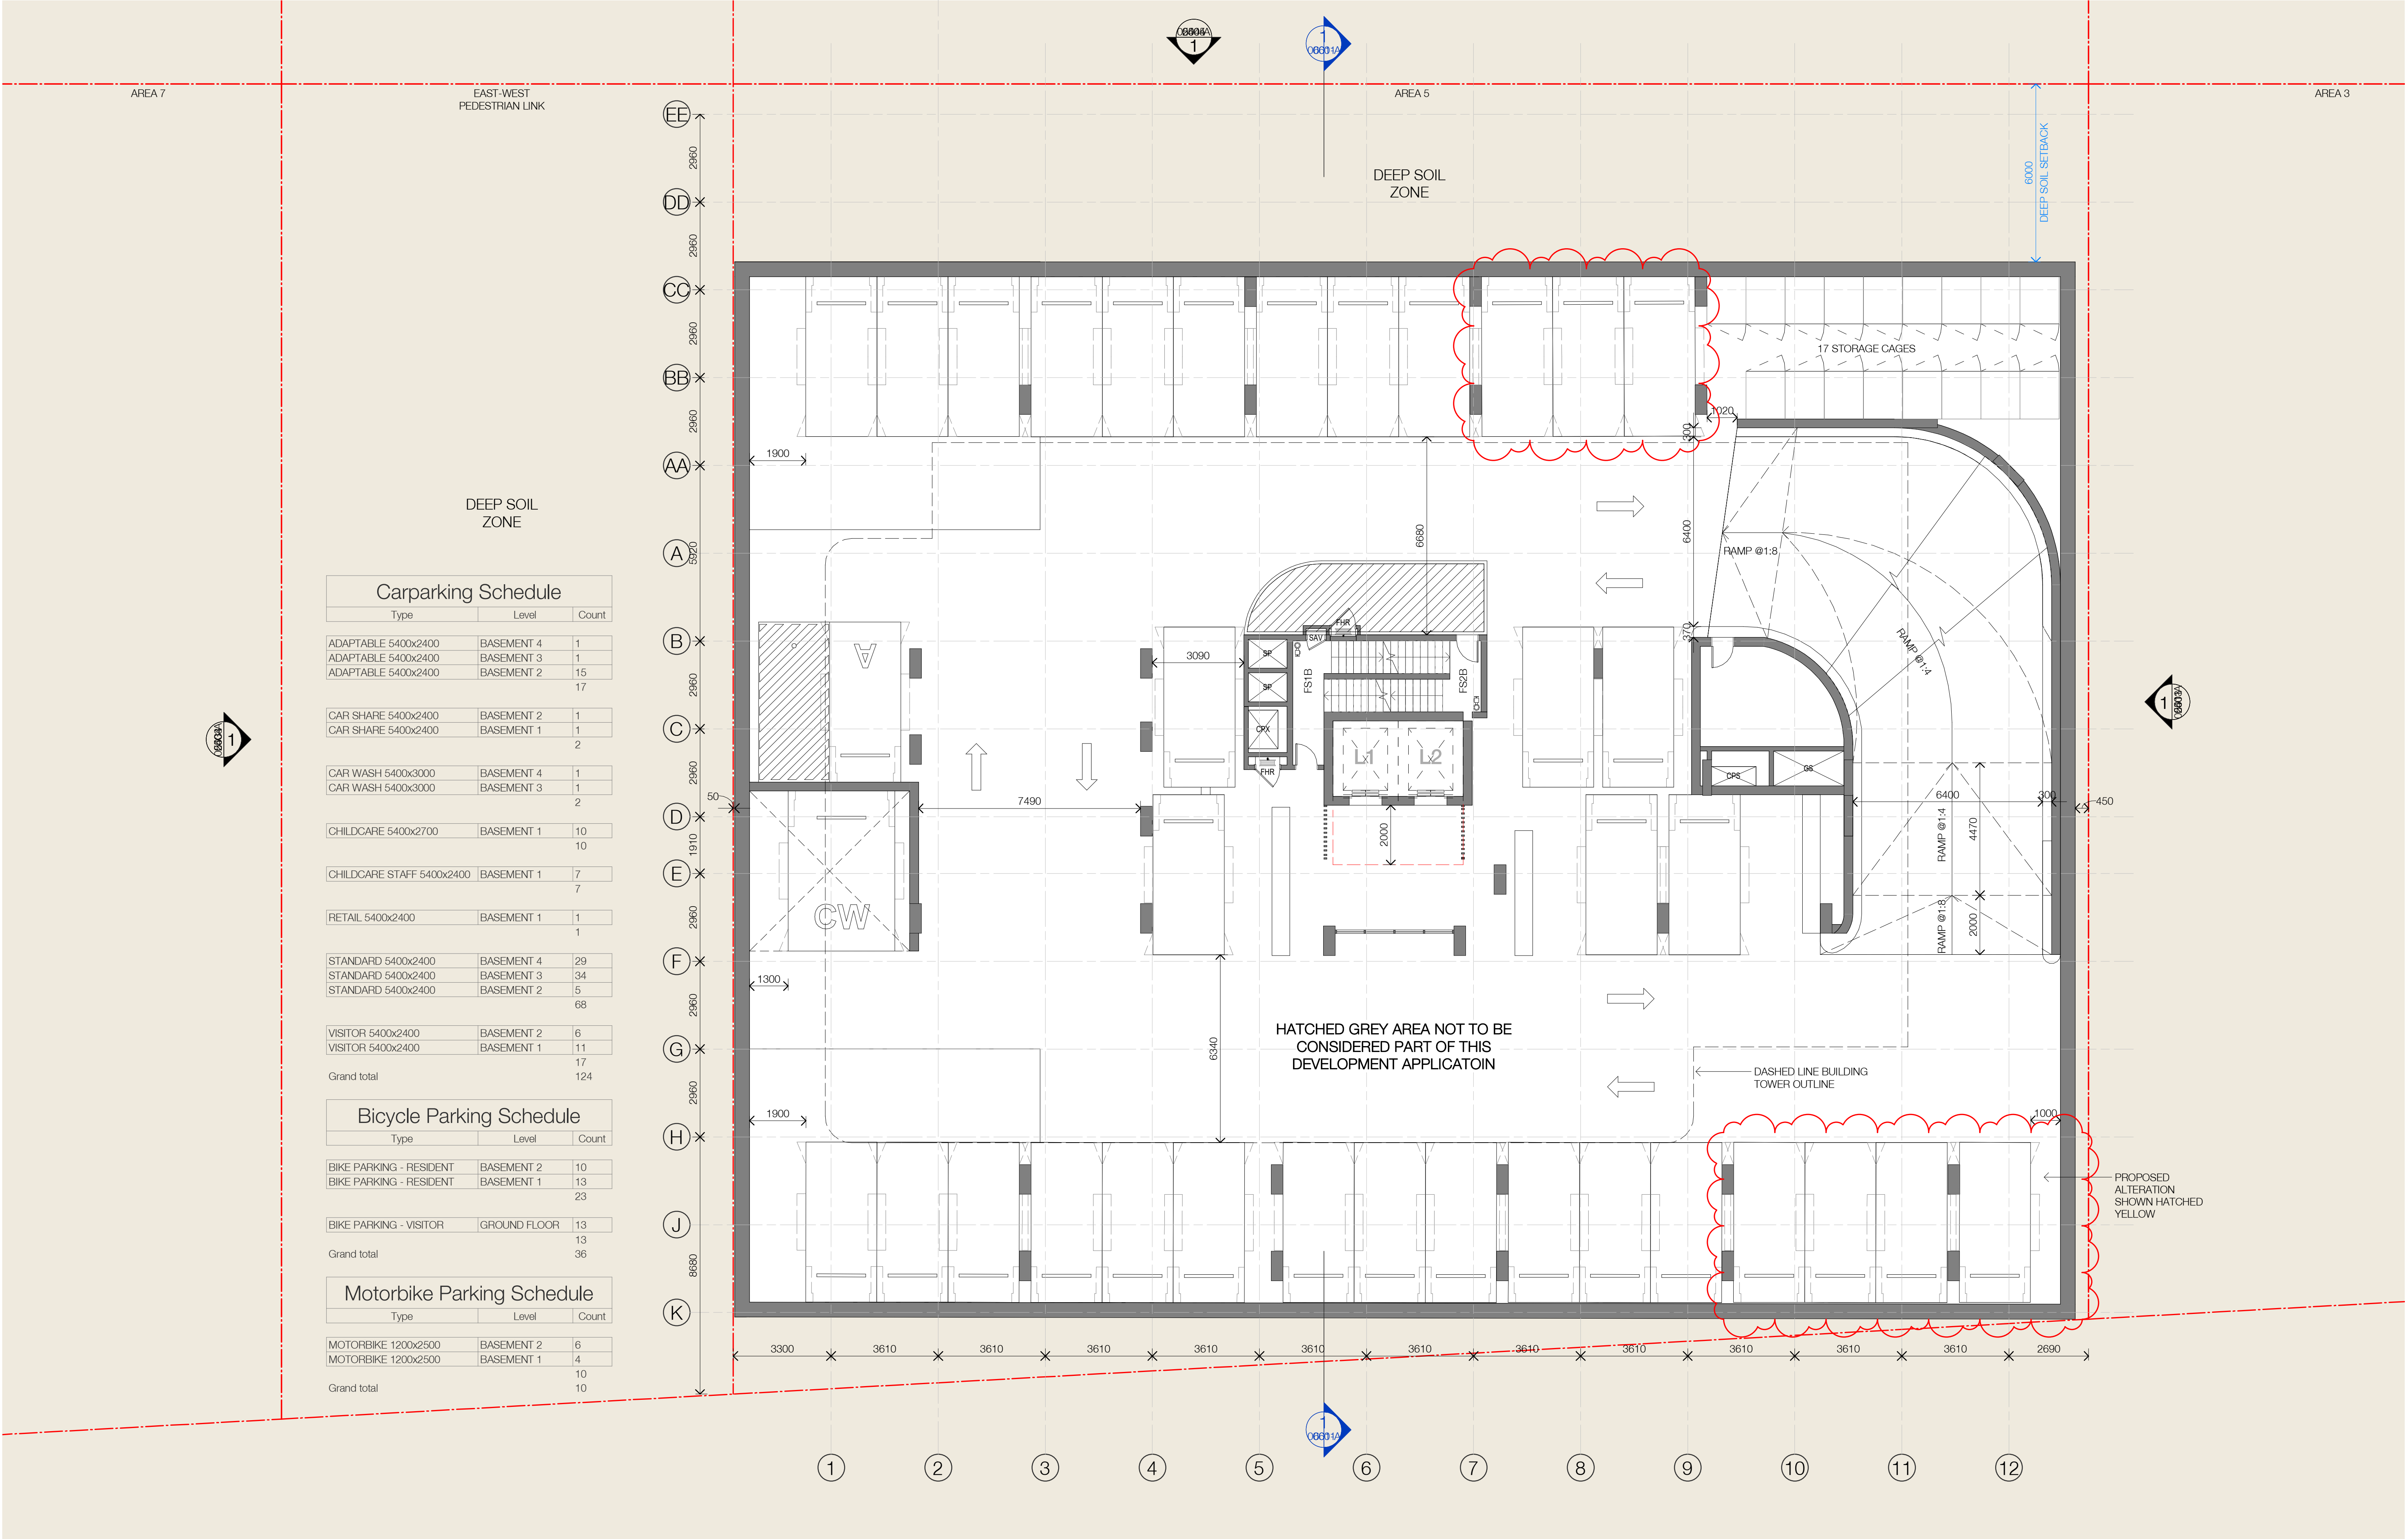 1
1
AREA 7
EAST-WEST
PEDESTRIAN LINK
AREA 5
AREA 3
EE
2960
DEEP SOIL
ZONE
6000
DEEP SOIL SETBACK
DD
2960
CC
2960
17 STORAGE CAGES
BB
2960
1020
300
AA
1900
DEEP SOIL
ZONE
6680
6400
A
5920
RAMP @1:8
RAMP @1:4
B
A
3090
SP
SP
CPX
FHR
SAV
FHR
FS1B
FS2B
370
2960
C
L1
L2
CPS
GS
1
1
2960
50
7490
6400
300
450
D
1910
2000
RAMP @1:4
4470
E
CW
2960
RAMP @1:8
2000
F
1300
2960
6340
HATCHED GREY AREA NOT TO BE
CONSIDERED PART OF THIS
DEVELOPMENT APPLICATOIN
G
DASHED LINE BUILDING
TOWER OUTLINE
2960
1900
1000
H
PROPOSED
ALTERATION
SHOWN HATCHED
YELLOW
J
8680
K
3300
3610
3610
3610
3610
3610
3610
3610
3610
3610
3610
3610
2690
1
1
2
3
4
5
6
7
8
9
10
11
12
Carparking Schedule
Type Level Count
ADAPTABLE 5400x2400 BASEMENT 4 1
ADAPTABLE 5400x2400 BASEMENT 3 1
ADAPTABLE 5400x2400 BASEMENT 2 15
17
CAR SHARE 5400x2400 BASEMENT 2 1
CAR SHARE 5400x2400 BASEMENT 1 1
2
CAR WASH 5400x3000 BASEMENT 4 1
CAR WASH 5400x3000 BASEMENT 3 1
2
CHILDCARE 5400x2700 BASEMENT 1 10
10
CHILDCARE STAFF 5400x2400 BASEMENT 1 7
7
RETAIL 5400x2400 BASEMENT 1 1
1
STANDARD 5400x2400 BASEMENT 4 29
STANDARD 5400x2400 BASEMENT 3 34
STANDARD 5400x2400 BASEMENT 2 5
68
VISITOR 5400x2400 BASEMENT 2 6
VISITOR 5400x2400 BASEMENT 1 11
17
Grand total 124
Bicycle Parking Schedule
Type Level Count
BIKE PARKING - RESIDENT BASEMENT 2 10
BIKE PARKING - RESIDENT BASEMENT 1 13
23
BIKE PARKING - VISITOR GROUND FLOOR 13
13
Grand total 36
Motorbike Parking Schedule
Type Level Count
MOTORBIKE 1200x2500 BASEMENT 2 6
MOTORBIKE 1200x2500 BASEMENT 1 4
10
Grand total 10